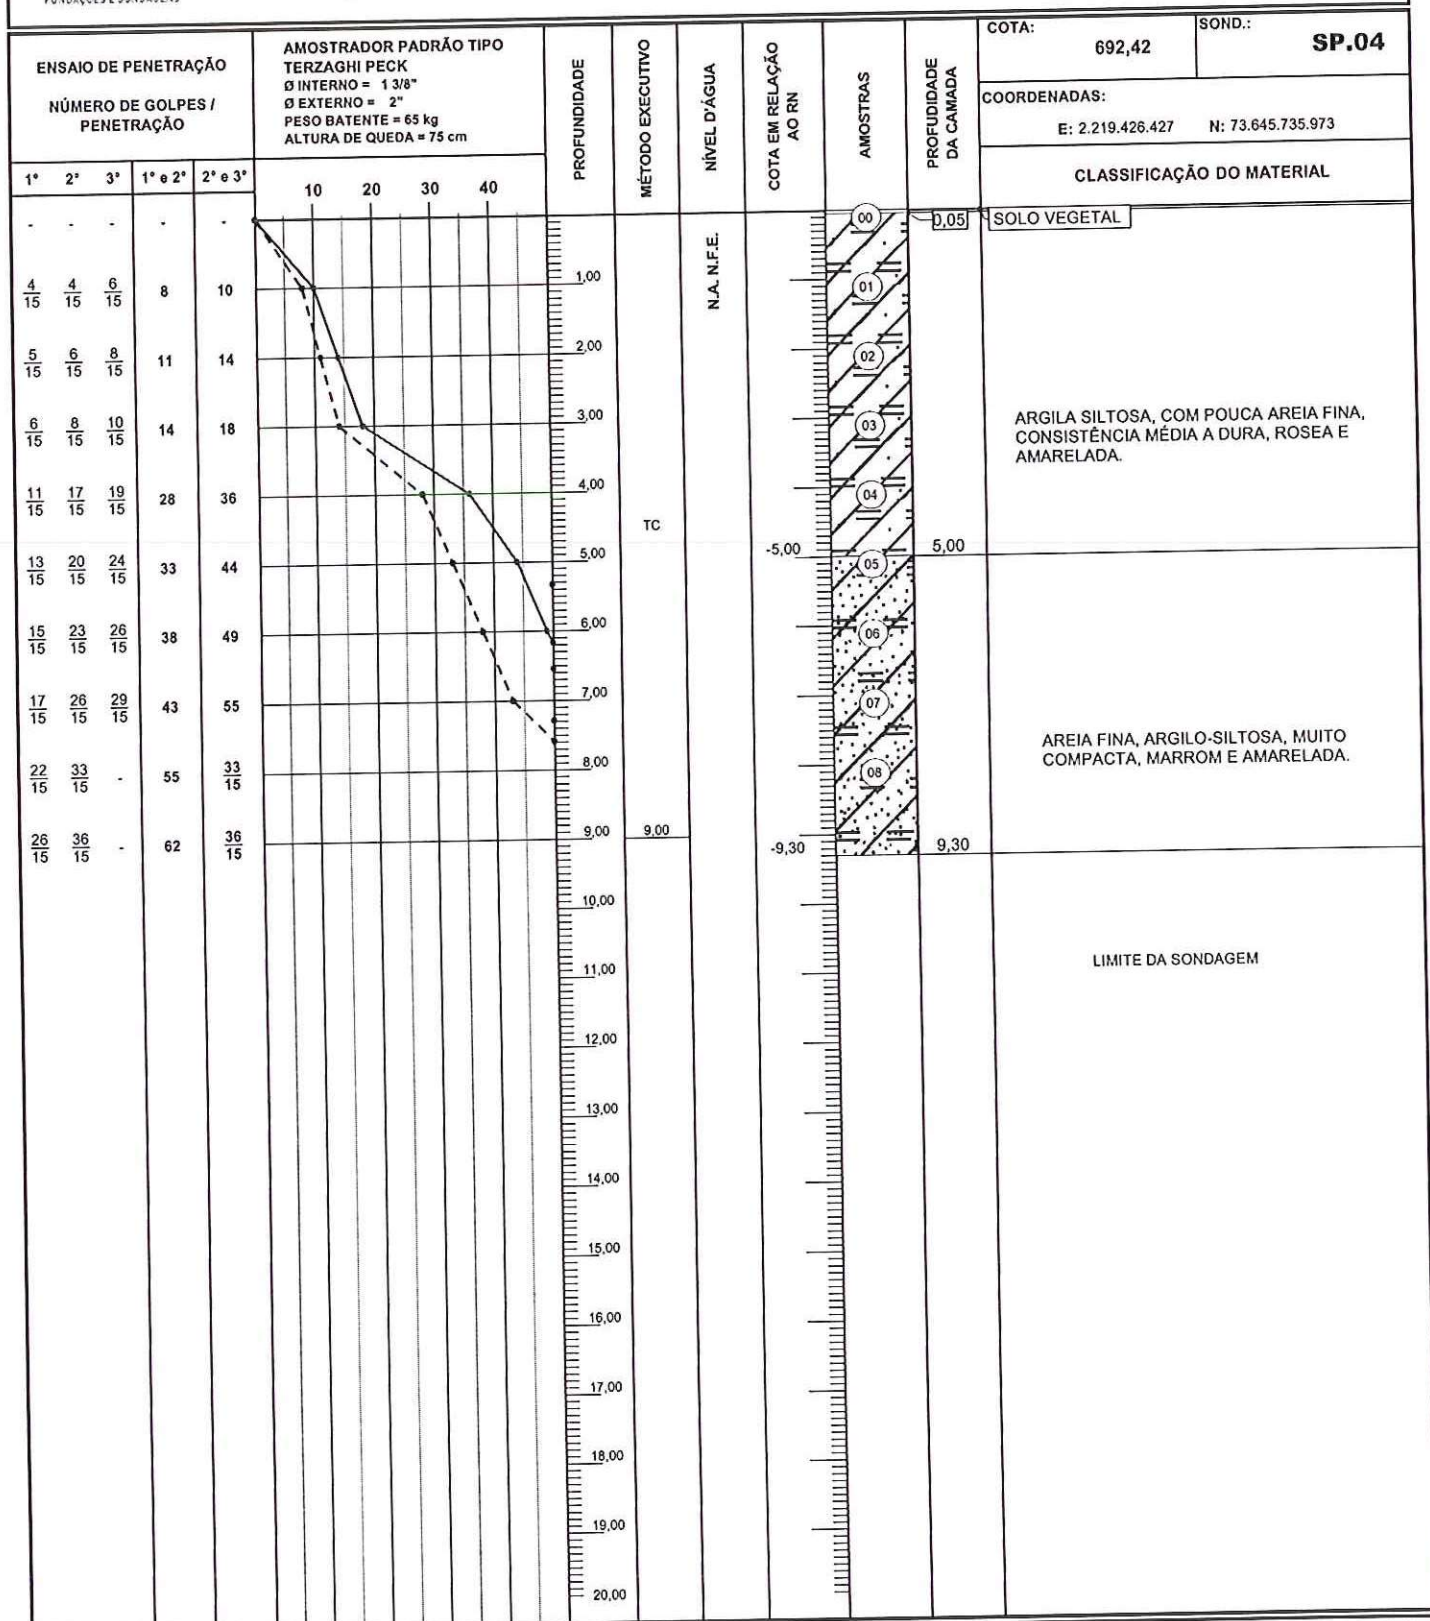 FUNDAÇÕES E SONDAGENS
ENSAIO DE PENETRAÇÃO
NÚMERO DE GOLPES /
PENETRAÇÃO
AMOSTRADOR PADRÃO TIPO
TERZAGHI PECK
Ø INTERNO = 1 3/8"
Ø EXTERNO = 2"
PESO BATENTE = 65 kg
ALTURA DE QUEDA = 75 cm
PROFUNDIDADE
MÉTODO EXECUTIVO
NÍVEL D'ÁGUA
COTA EM RELAÇÃO
AO RN
AMOSTRAS
PROFUDIDADE
DA CAMADA
COTA:
692,42
SOND.:
SP.04
COORDENADAS:
E: 2.219.426.427 N: 73.645.735.973
CLASSIFICAÇÃO DO MATERIAL
1° 2° 3° 1° e 2° 2° e 3°
10 20 30 40
- - - - -
4/15 4/15 6/15 8 10
5/15 6/15 8/15 11 14
6/15 8/15 10/15 14 18
11/15 17/15 19/15 28 36
13/15 20/15 24/15 33 44
15/15 23/15 26/15 38 49
17/15 26/15 29/15 43 55
22/15 33/15 - 55 33/15
26/15 36/15 - 62 36/15
1,00
2,00
3,00
4,00
5,00
6,00
7,00
8,00
9,00
10,00
11,00
12,00
13,00
14,00
15,00
16,00
17,00
18,00
19,00
20,00
TC
9,00
N.A. N.F.E.
-5,00
-9,30
00
01
02
03
04
05
06
07
08
0,05
5,00
9,30
SOLO VEGETAL
ARGILA SILTOSA, COM POUCA AREIA FINA,
CONSISTÊNCIA MÉDIA A DURA, ROSEA E
AMARELADA.
AREIA FINA, ARGILO-SILTOSA, MUITO
COMPACTA, MARROM E AMARELADA.
LIMITE DA SONDAGEM